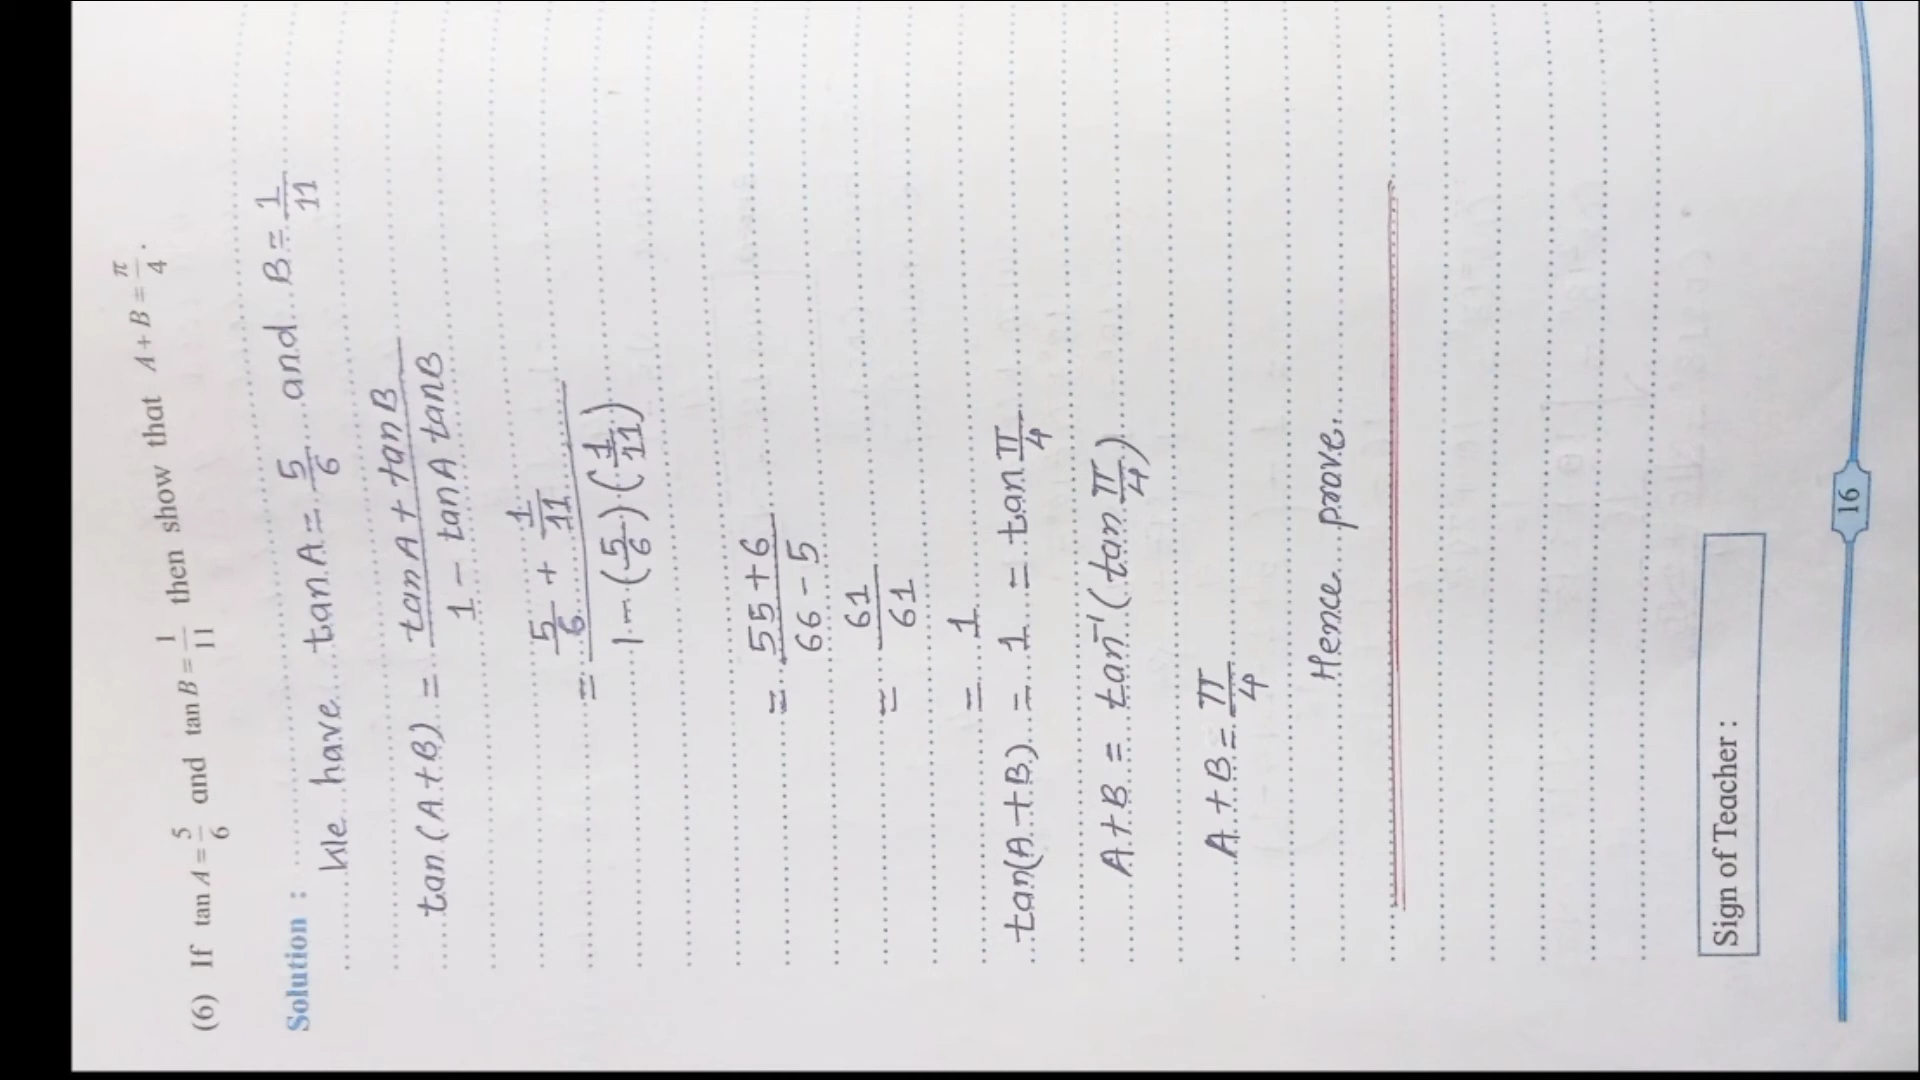 (6) If tan A = 5/6 and tan B = 1/11 then show that A + B = π/4.
Solution :
We have tan A = 5/6 and B = 1/11
tan (A+B) = (tan A + tan B)/(1 - tan A tan B)
= (5/6 + 1/11)/(1 - (5/6)(1/11))
= (55+6)/(66-5)
= 61/61
= 1
tan(A+B) = 1 = tan π/4
A+B = tan⁻¹(tan π/4)
A+B = π/4
Hence prove.
Sign of Teacher :
16